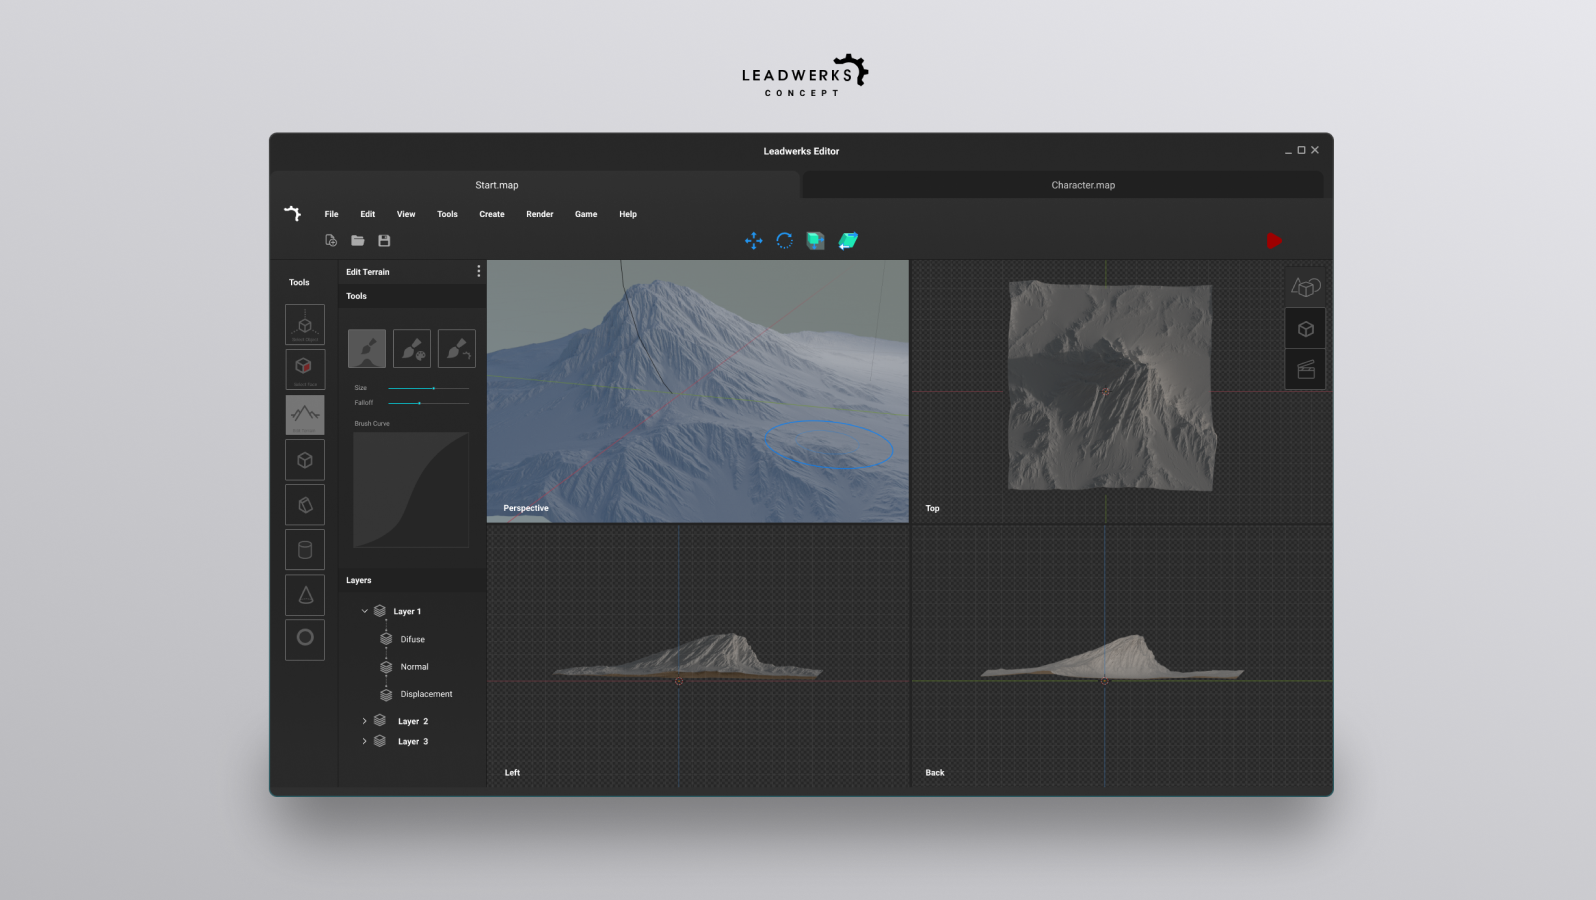 LEADWERKS
CONCEPT
Leadwerks Editor
Start.map
Character.map
File Edit View Tools Create Render Game Help
Tools
Edit Terrain
Tools
Size
Falloff
Brush Curve
Layers
Layer 1
Difuse
Normal
Displacement
Layer 2
Layer 3
Perspective
Top
Left
Back